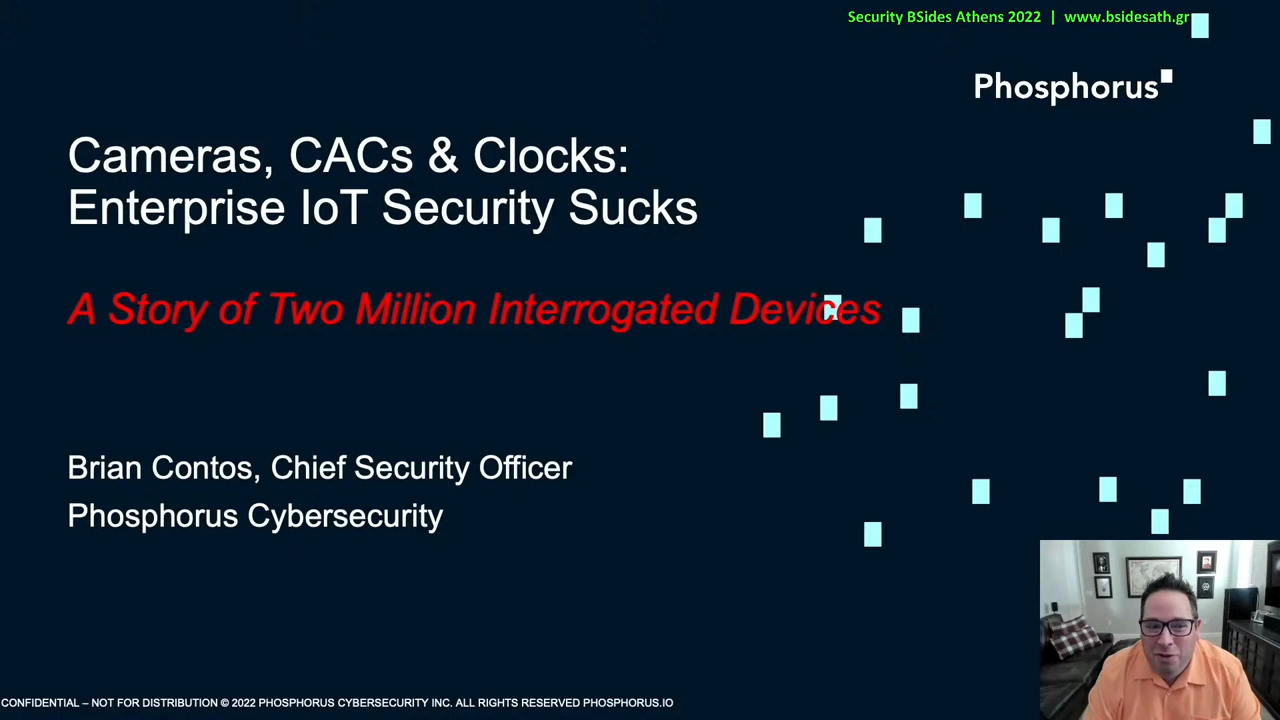 Security BSides Athens 2022 | www.bsidesath.gr
Phosphorus
Cameras, CACs & Clocks:
Enterprise IoT Security Sucks
A Story of Two Million Interrogated Devices
Brian Contos, Chief Security Officer
Phosphorus Cybersecurity
CONFIDENTIAL – NOT FOR DISTRIBUTION © 2022 PHOSPHORUS CYBERSECURITY INC. ALL RIGHTS RESERVED PHOSPHORUS.IO